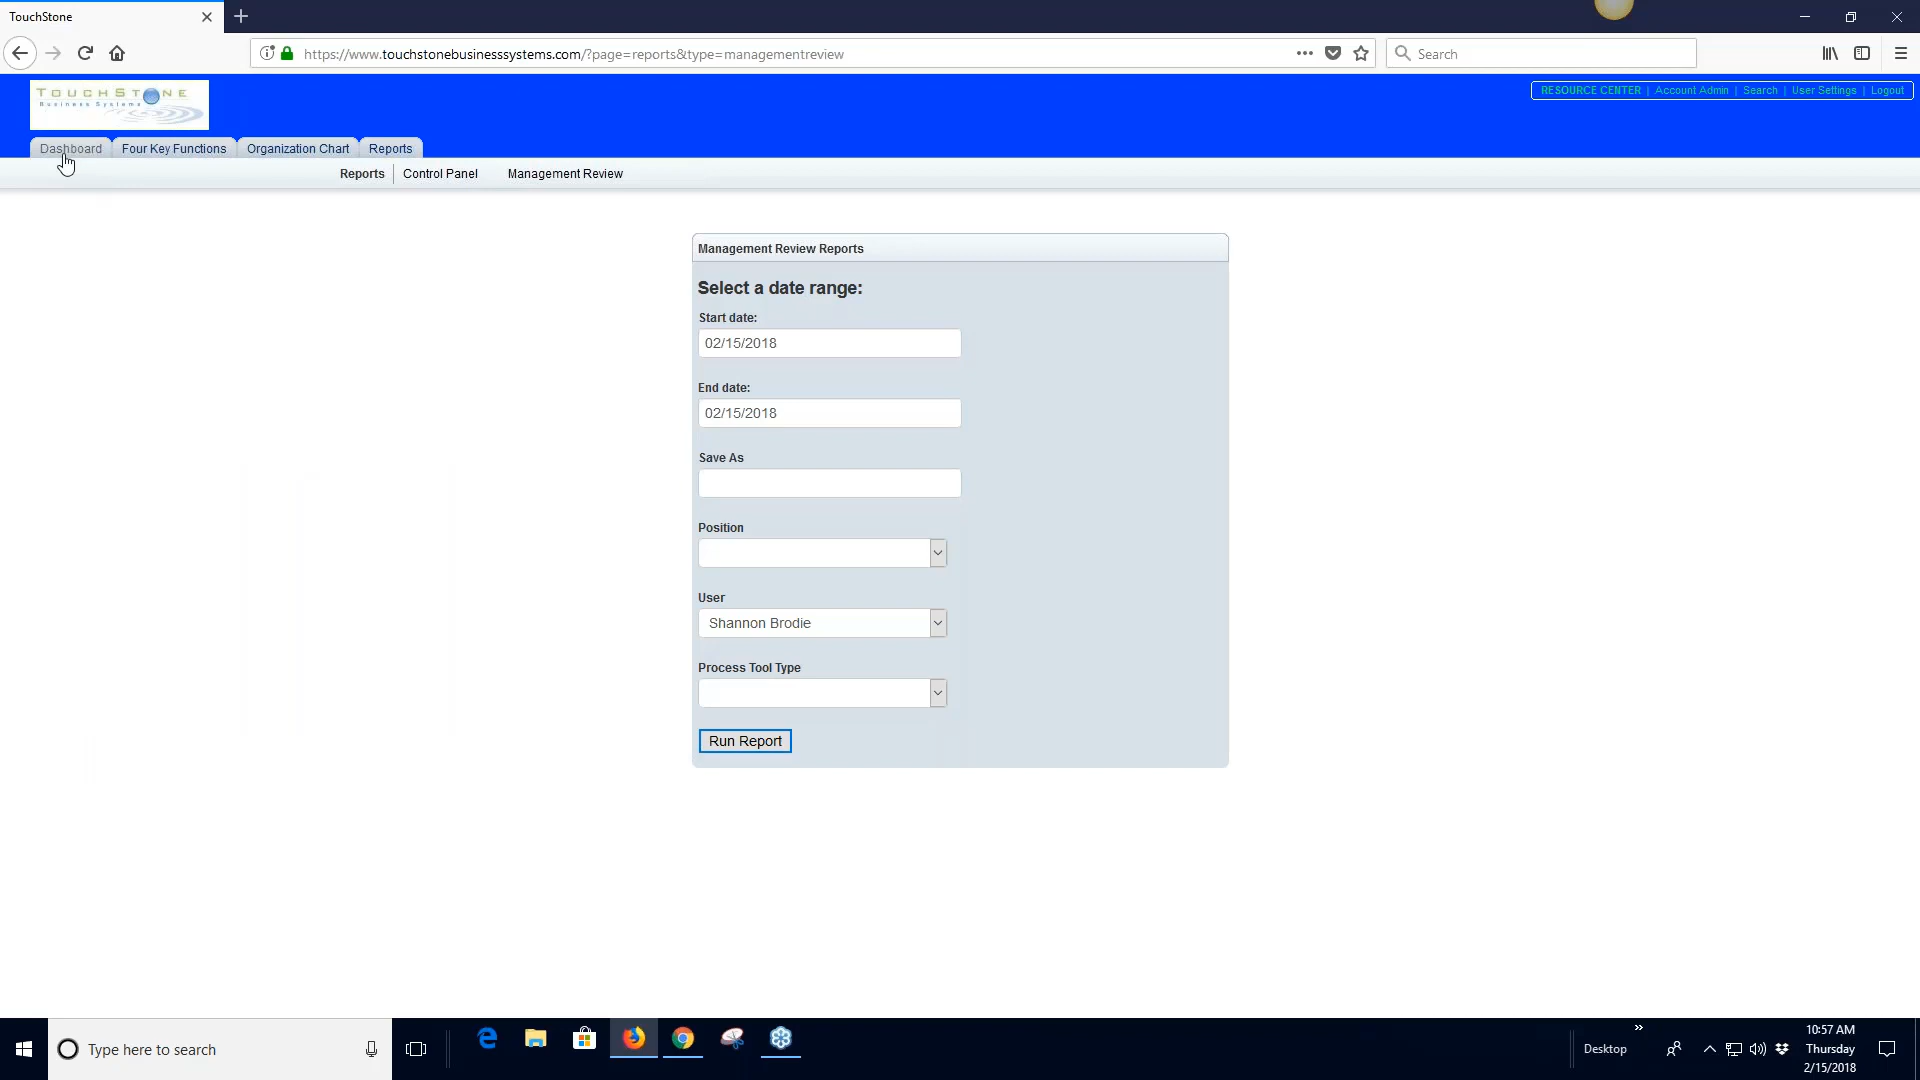 TouchStone
https://www.touchstonebusinesssystems.com/?page=reports&type=managementreview
Search
TOUCHSTONE
Business Systems
RESOURCE CENTER | Account Admin | Search | User Settings | Logout
Dashboard
Four Key Functions
Organization Chart
Reports
Reports
Control Panel
Management Review
Management Review Reports
Select a date range:
Start date:
02/15/2018
End date:
02/15/2018
Save As
Position
User
Shannon Brodie
Process Tool Type
Run Report
Type here to search
Desktop
10:57 AM
Thursday
2/15/2018